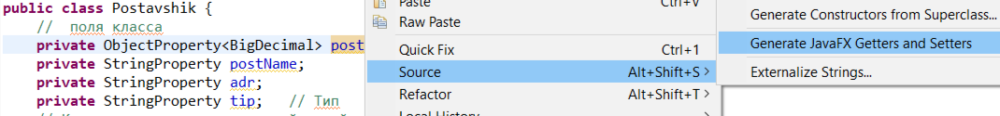 public class Postavshik {
// поля класса
private ObjectProperty<BigDecimal> post
private StringProperty postName;
private StringProperty adr;
private StringProperty tip; // Тип
Paste Ctrl+V
Raw Paste
Quick Fix Ctrl+1
Source Alt+Shift+S >
Refactor Alt+Shift+T >
Local History
Generate Constructors from Superclass...
Generate JavaFX Getters and Setters
Externalize Strings...